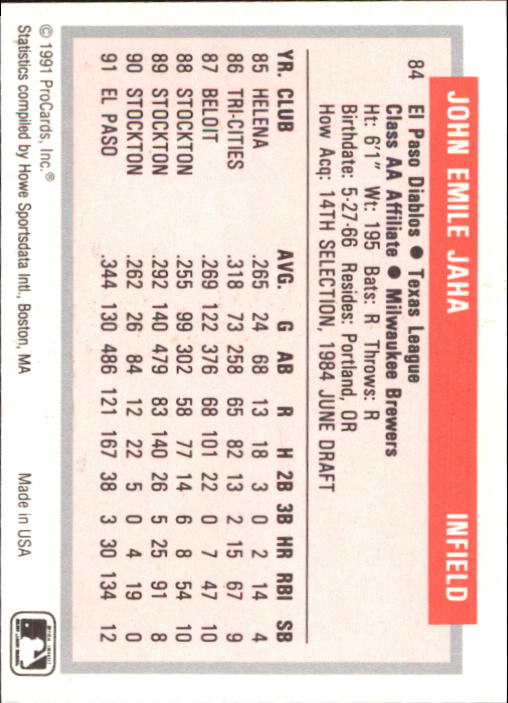 JOHN EMILE JAHA INFIELD
84 El Paso Diablos ● Texas League
Class AA Affiliate ● Milwaukee Brewers
Ht: 6'1" Wt: 195 Bats: R Throws: R
Birthdate: 5-27-66 Resides: Portland, OR
How Acq: 14TH SELECTION, 1984 JUNE DRAFT
YR. CLUB AVG. G AB R H 2B 3B HR RBI SB
85 HELENA .265 24 68 13 18 3 0 2 14 4
86 TRI-CITIES .318 73 258 65 82 13 2 15 67 9
87 BELOIT .269 122 376 68 101 22 0 7 47 10
88 STOCKTON .255 99 302 58 77 14 6 8 54 10
89 STOCKTON .292 140 479 83 140 26 5 25 91 8
90 STOCKTON .262 26 84 12 22 5 0 4 19 0
91 EL PASO .344 130 486 121 167 38 3 30 134 12
© 1991 ProCards, Inc.®
Statistics compiled by Howe Sportsdata Intl., Boston, MA Made in USA